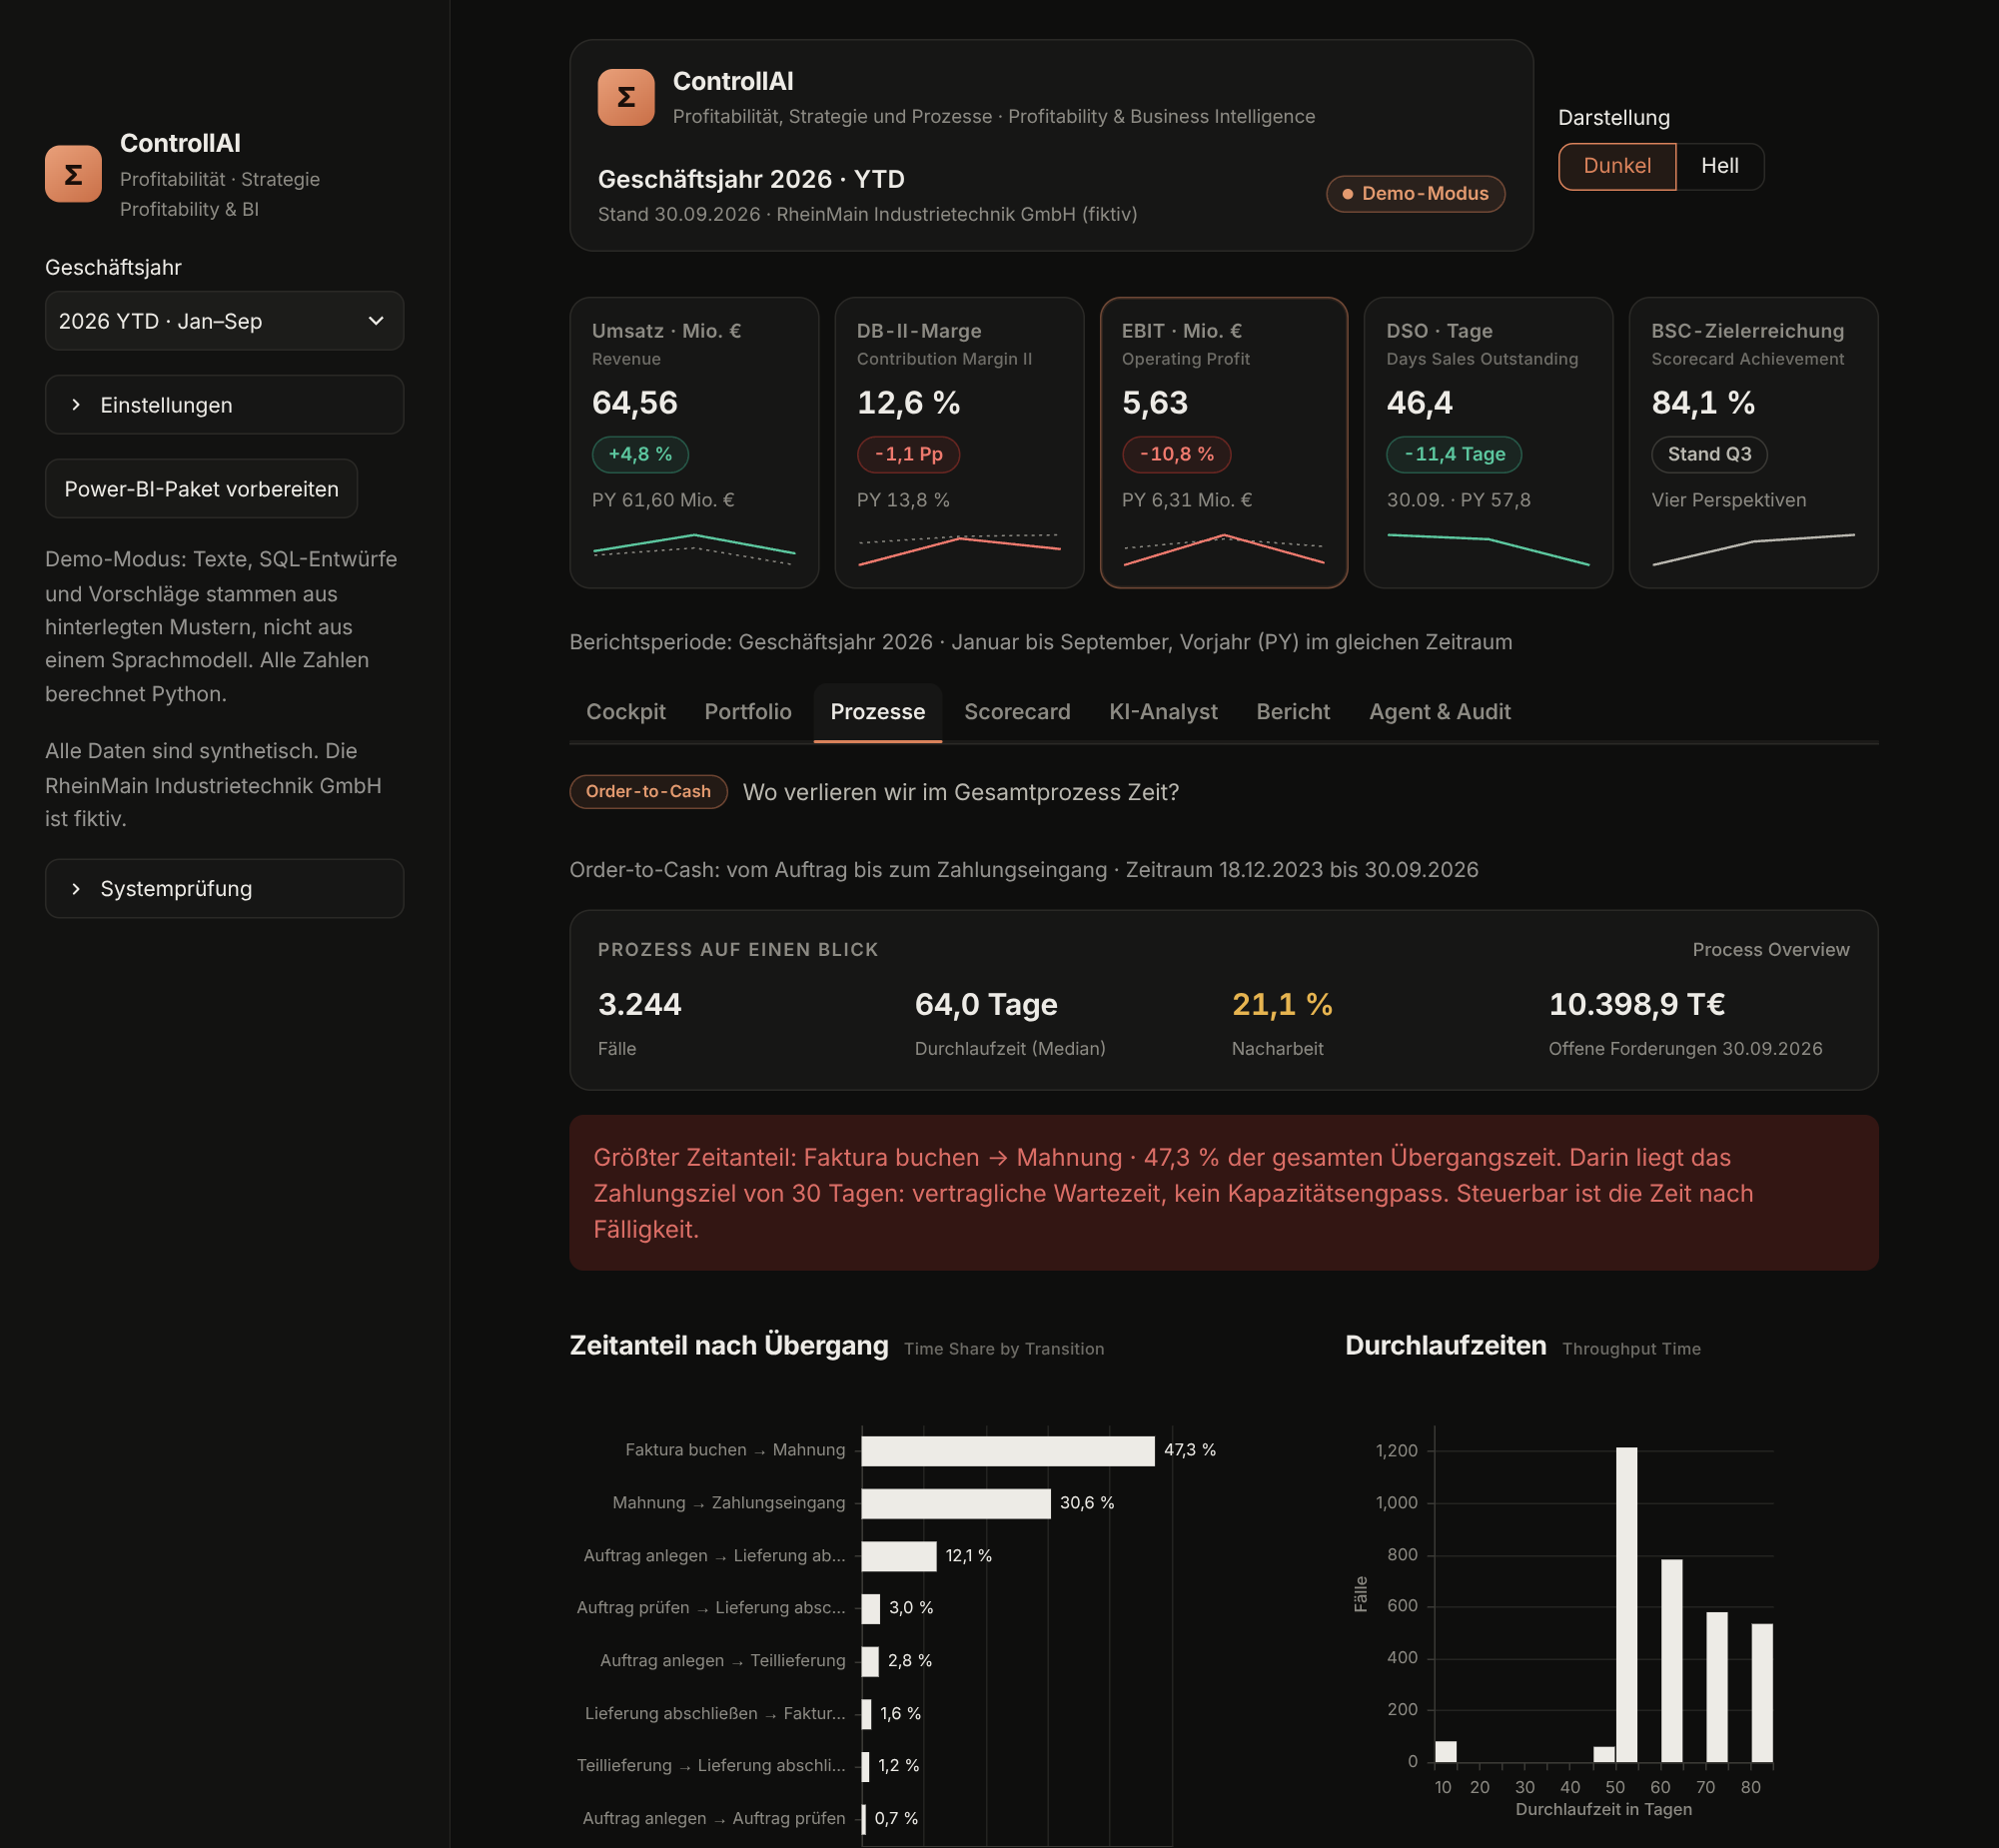 Σ
ControllAI
Profitabilität · Strategie
Profitability & BI
Geschäftsjahr
2026 YTD · Jan–Sep
Einstellungen
Power-BI-Paket vorbereiten
Demo-Modus: Texte, SQL-Entwürfe
und Vorschläge stammen aus
hinterlegten Mustern, nicht aus
einem Sprachmodell. Alle Zahlen
berechnet Python.
Alle Daten sind synthetisch. Die
RheinMain Industrietechnik GmbH
ist fiktiv.
Systemprüfung
Σ
ControllAI
Profitabilität, Strategie und Prozesse · Profitability & Business Intelligence
Geschäftsjahr 2026 · YTD
Stand 30.09.2026 · RheinMain Industrietechnik GmbH (fiktiv)
Demo-Modus
Darstellung
Dunkel Hell
Umsatz · Mio. €
Revenue
64,56
+4,8 %
PY 61,60 Mio. €
DB-II-Marge
Contribution Margin II
12,6 %
-1,1 Pp
PY 13,8 %
EBIT · Mio. €
Operating Profit
5,63
-10,8 %
PY 6,31 Mio. €
DSO · Tage
Days Sales Outstanding
46,4
-11,4 Tage
30.09. · PY 57,8
BSC-Zielerreichung
Scorecard Achievement
84,1 %
Stand Q3
Vier Perspektiven
Berichtsperiode: Geschäftsjahr 2026 · Januar bis September, Vorjahr (PY) im gleichen Zeitraum
Cockpit Portfolio Prozesse Scorecard KI-Analyst Bericht Agent & Audit
Order-to-Cash Wo verlieren wir im Gesamtprozess Zeit?
Order-to-Cash: vom Auftrag bis zum Zahlungseingang · Zeitraum 18.12.2023 bis 30.09.2026
PROZESS AUF EINEN BLICK Process Overview
3.244 64,0 Tage 21,1 % 10.398,9 T€
Fälle Durchlaufzeit (Median) Nacharbeit Offene Forderungen 30.09.2026
Größter Zeitanteil: Faktura buchen → Mahnung · 47,3 % der gesamten Übergangszeit. Darin liegt das
Zahlungsziel von 30 Tagen: vertragliche Wartezeit, kein Kapazitätsengpass. Steuerbar ist die Zeit nach
Fälligkeit.
Zeitanteil nach Übergang Time Share by Transition
Faktura buchen → Mahnung 47,3 %
Mahnung → Zahlungseingang 30,6 %
Auftrag anlegen → Lieferung ab… 12,1 %
Auftrag prüfen → Lieferung absc… 3,0 %
Auftrag anlegen → Teillieferung 2,8 %
Lieferung abschließen → Faktur… 1,6 %
Teillieferung → Lieferung abschli… 1,2 %
Auftrag anlegen → Auftrag prüfen 0,7 %
Durchlaufzeiten Throughput Time
Fälle
1,200
1,000
800
600
400
200
0
10 20 30 40 50 60 70 80
Durchlaufzeit in Tagen